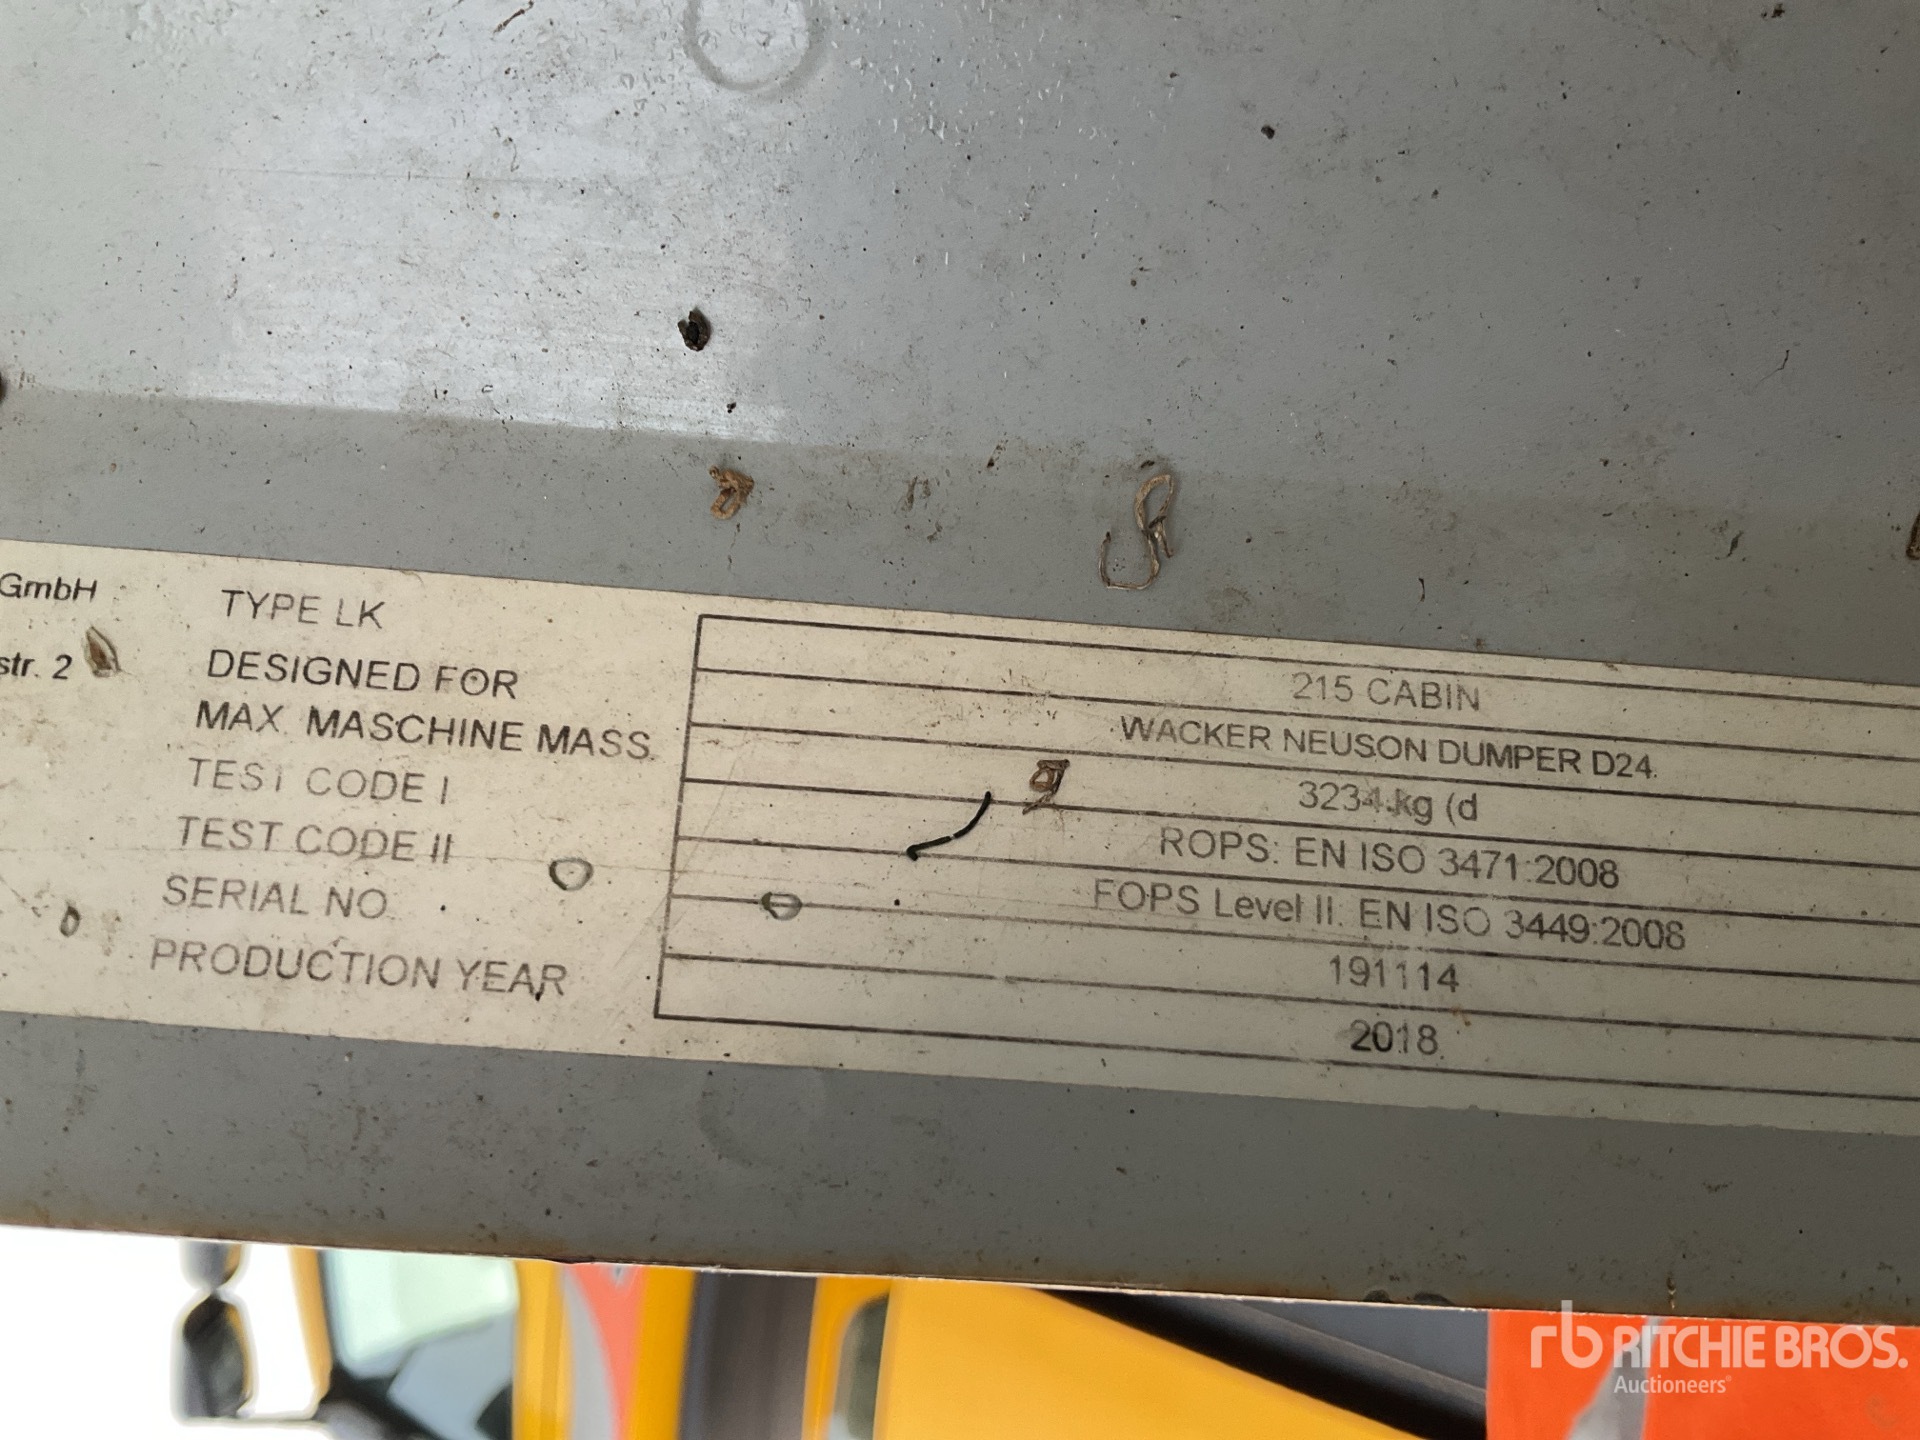 GmbH
str. 2
TYPE LK 215 CABIN
DESIGNED FOR WACKER NEUSON DUMPER D24
MAX. MASCHINE MASS 3234 kg (d
TEST CODE I ROPS: EN ISO 3471:2008
TEST CODE II FOPS Level II. EN ISO 3449:2008
SERIAL NO 191114
PRODUCTION YEAR 2018
rb RITCHIE BROS.
Auctioneers